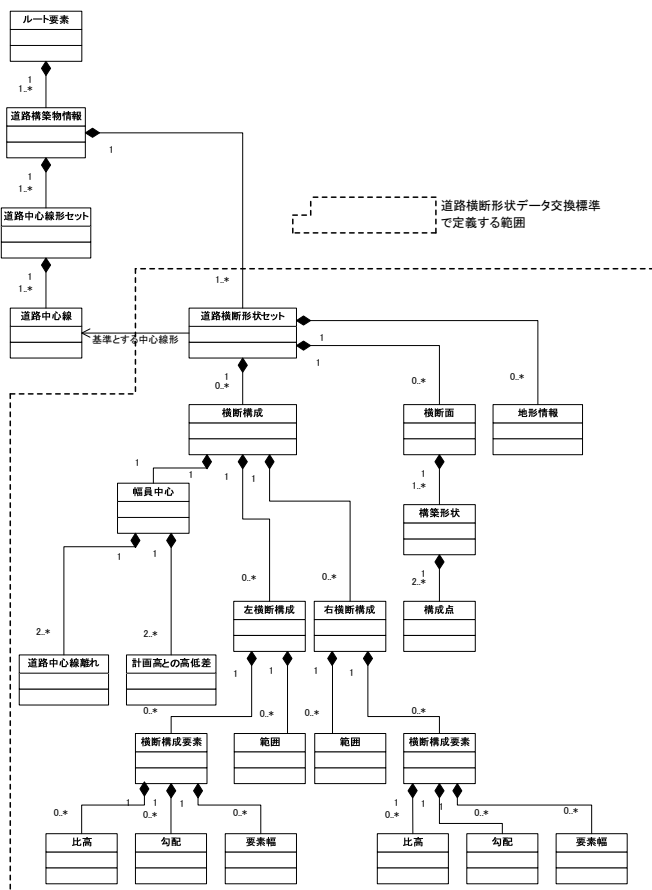 ルート要素
1
1..*
道路構築物情報
1
1
1..*
道路中心線形セット
道路横断形状データ交換標準
で定義する範囲
1
1..*
1..*
道路中心線
道路横断形状セット
基準とする中心線形
1
1
1
0..*
0..*
0..*
横断構成
横断面
地形情報
1
1
1
1
1
1..*
幅員中心
構築形状
1
1
1
0..*
0..*
2..*
左横断構成
右横断構成
構成点
2..*
2..*
道路中心線離れ
計画高との高低差
1
1
1
1
0..*
0..*
0..*
0..*
横断構成要素
範囲
範囲
横断構成要素
1
1
1
1
1
1
0..*
0..*
0..*
0..*
0..*
0..*
比高
勾配
要素幅
比高
勾配
要素幅